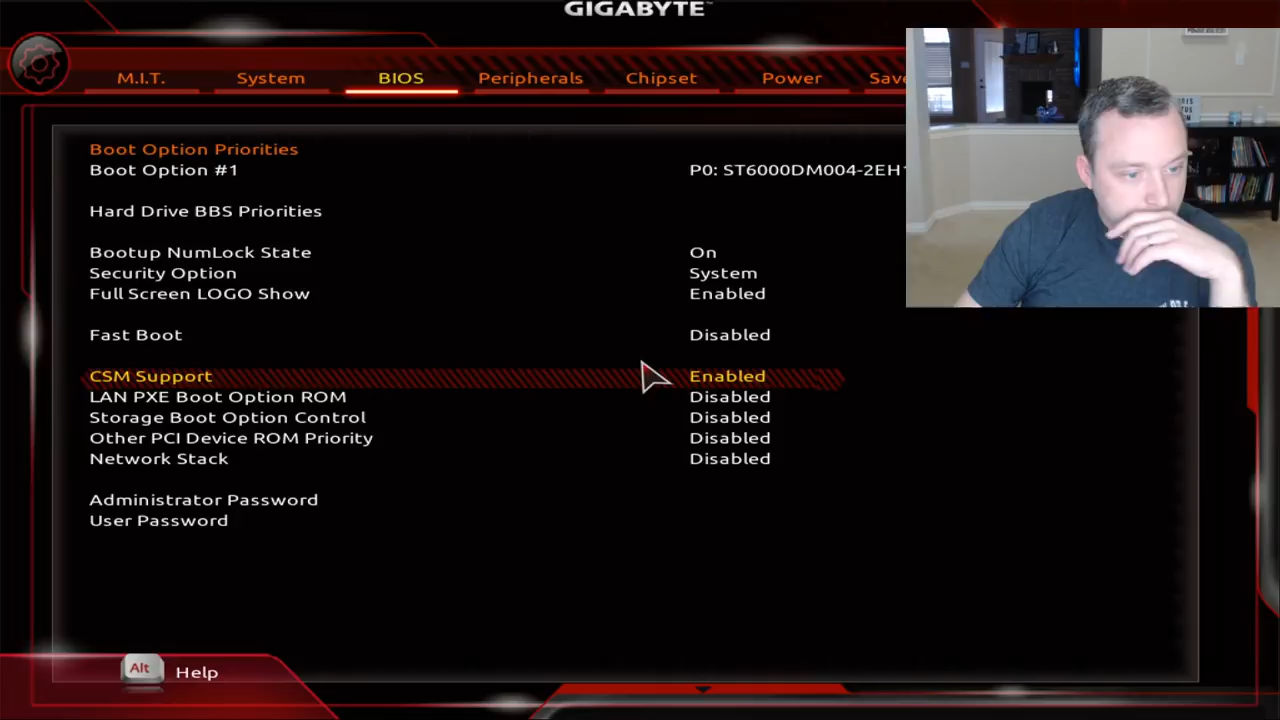 GIGABYTE™
M.I.T. System BIOS Peripherals Chipset Power Save
Boot Option Priorities
Boot Option #1 P0: ST6000DM004-2EH1
Hard Drive BBS Priorities
Bootup NumLock State On
Security Option System
Full Screen LOGO Show Enabled
Fast Boot Disabled
CSM Support Enabled
LAN PXE Boot Option ROM Disabled
Storage Boot Option Control Disabled
Other PCI Device ROM Priority Disabled
Network Stack Disabled
Administrator Password
User Password
Alt Help